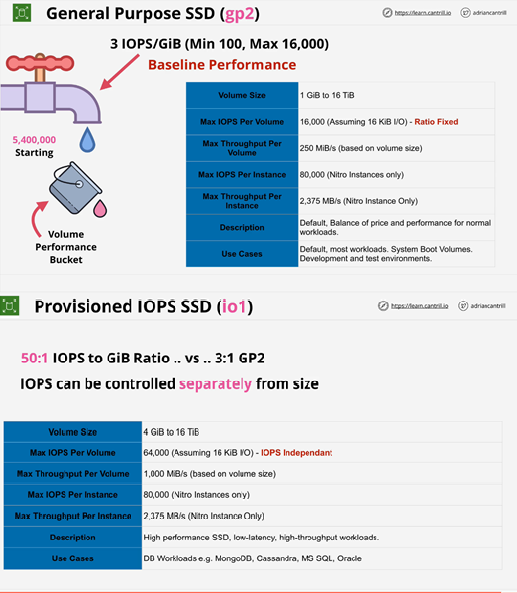 General Purpose SSD (gp2)
https://learn.cantrill.io
adriancantrill
3 IOPS/GiB (Min 100, Max 16,000)
Baseline Performance
5,400,000
Starting
Volume
Performance
Bucket
Volume Size
1 GiB to 16 TiB
Max IOPS Per Volume
16,000 (Assuming 16 KiB I/O) - Ratio Fixed
Max Throughput Per
Volume
250 MiB/s (based on volume size)
Max IOPS Per Instance
80,000 (Nitro Instances only)
Max Throughput Per
Instance
2,375 MB/s (Nitro Instance Only)
Description
Default, Balance of price and performance for normal
workloads.
Use Cases
Default, most workloads. System Boot Volumes.
Development and test environments.
Provisioned IOPS SSD (io1)
https://learn.cantrill.io
adriancantrill
50:1 IOPS to GiB Ratio .. vs .. 3:1 GP2
IOPS can be controlled separately from size
Volume Size
4 GiB to 16 TiB
Max IOPS Per Volume
64,000 (Assuming 16 KiB I/O) - IOPS Independant
Max Throughput Per Volume
1,000 MiB/s (based on volume size)
Max IOPS Per Instance
80,000 (Nitro Instances only)
Max Throughput Per Instance
2,375 MB/s (Nitro Instance Only)
Description
High performance SSD, low-latency, high-throughput workloads.
Use Cases
DB Workloads e.g. MongoDB, Cassandra, MS SQL, Oracle